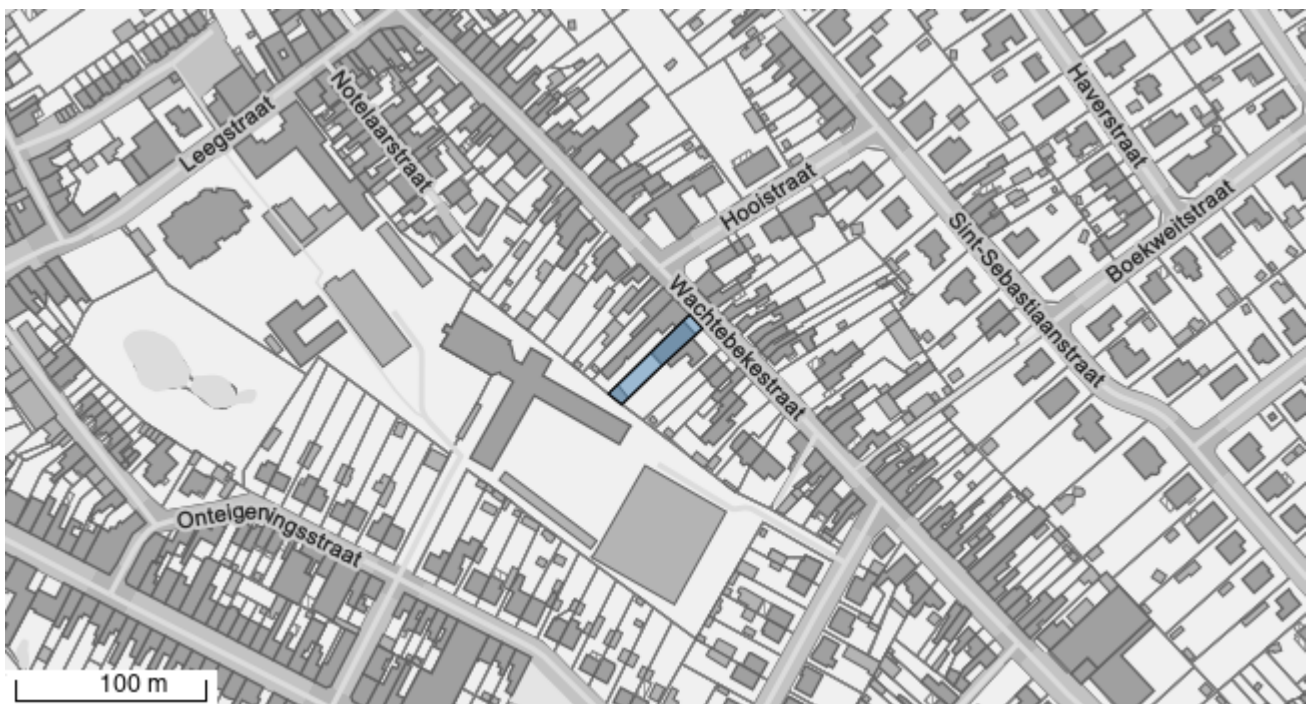 Leegstraat
Notelaarstraat
Haverstraat
Hooistraat
Boekweitstraat
Sint-Sebastiaanstraat
Wachtebekestraat
Onteigeningsstraat
100 m